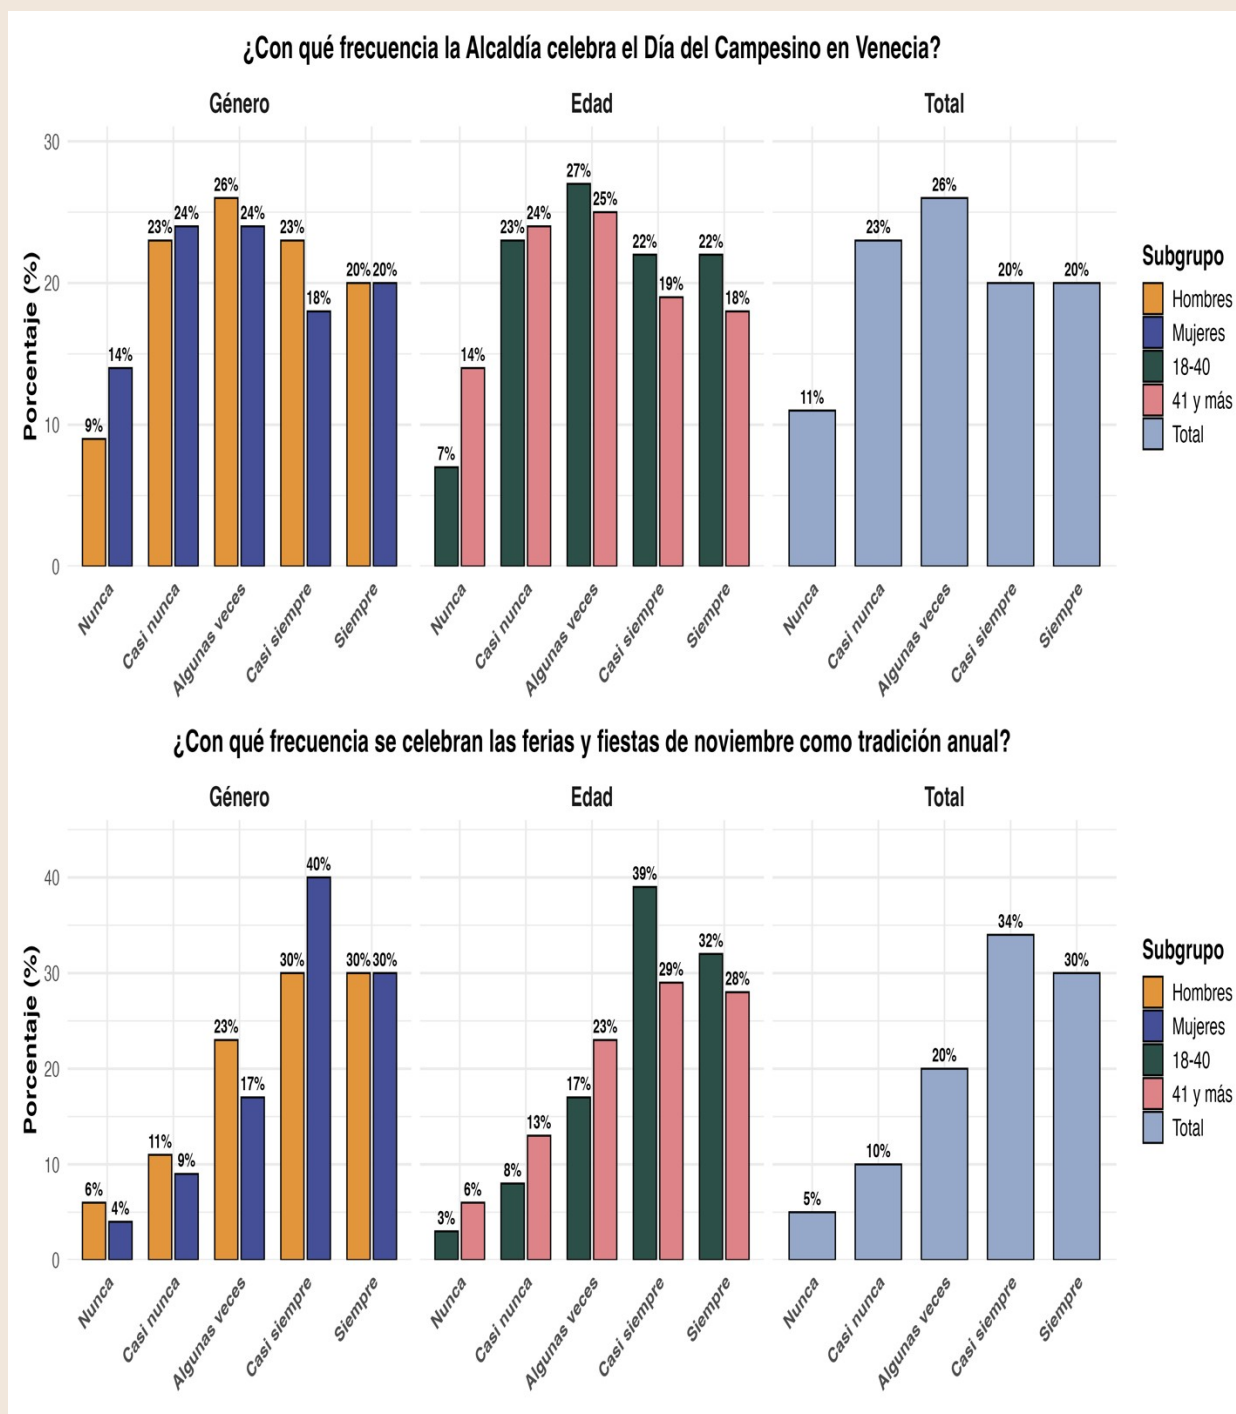 ¿Con qué frecuencia la Alcaldía celebra el Día del Campesino en Venecia?
Género
Edad
Total
Porcentaje (%)
30
20
10
0
9%
14%
23%
24%
26%
24%
23%
18%
20%
20%
7%
14%
23%
24%
27%
25%
22%
19%
22%
18%
11%
23%
26%
20%
20%
Nunca
Casi nunca
Algunas veces
Casi siempre
Siempre
Nunca
Casi nunca
Algunas veces
Casi siempre
Siempre
Nunca
Casi nunca
Algunas veces
Casi siempre
Siempre
Subgrupo
Hombres
Mujeres
18-40
41 y más
Total
¿Con qué frecuencia se celebran las ferias y fiestas de noviembre como tradición anual?
Género
Edad
Total
Porcentaje (%)
40
30
20
10
0
6%
4%
11%
9%
23%
17%
30%
40%
30%
30%
3%
6%
8%
13%
17%
23%
39%
29%
32%
28%
5%
10%
20%
34%
30%
Nunca
Casi nunca
Algunas veces
Casi siempre
Siempre
Nunca
Casi nunca
Algunas veces
Casi siempre
Siempre
Nunca
Casi nunca
Algunas veces
Casi siempre
Siempre
Subgrupo
Hombres
Mujeres
18-40
41 y más
Total